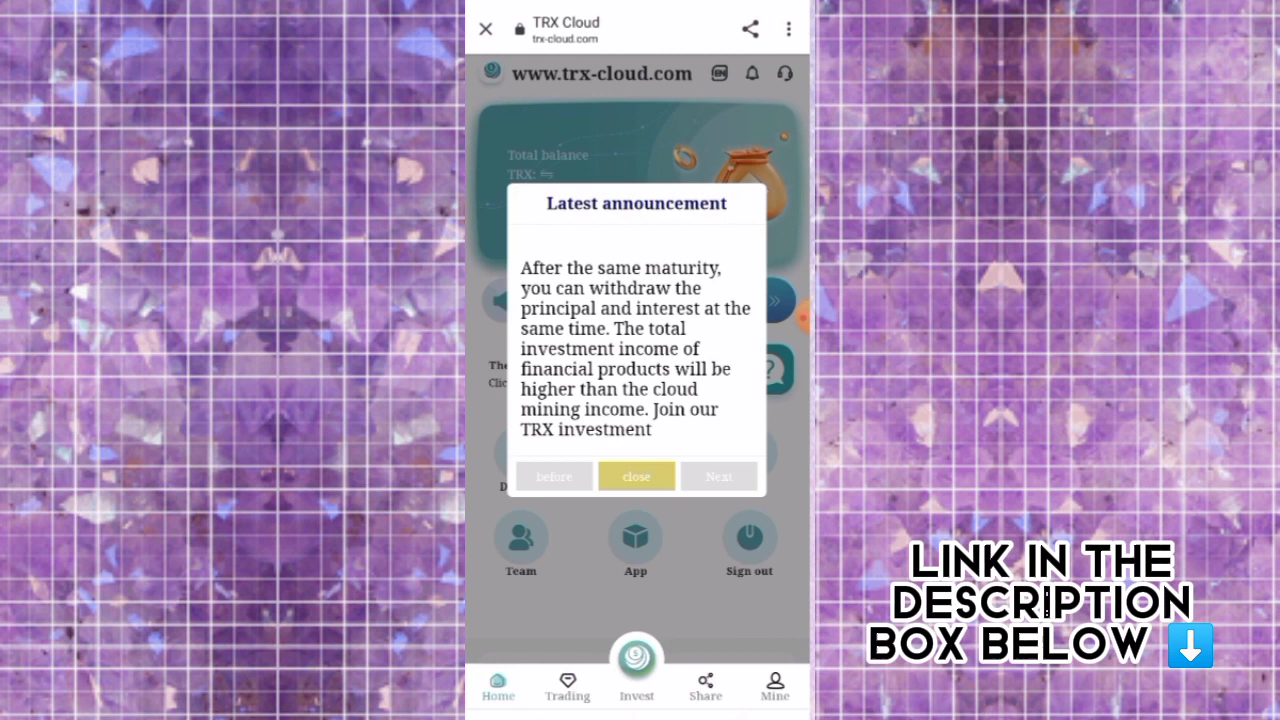 TRX Cloud
trx-cloud.com
www.trx-cloud.com
EN
Total balance
TRX:
Latest announcement
After the same maturity,
you can withdraw the
principal and interest at the
same time. The total
investment income of
financial products will be
higher than the cloud
mining income. Join our
TRX investment
before
close
Next
Team
App
Sign out
Home
Trading
Invest
Share
Mine
LINK IN THE
DESCRIPTION
BOX BELOW ⬇️